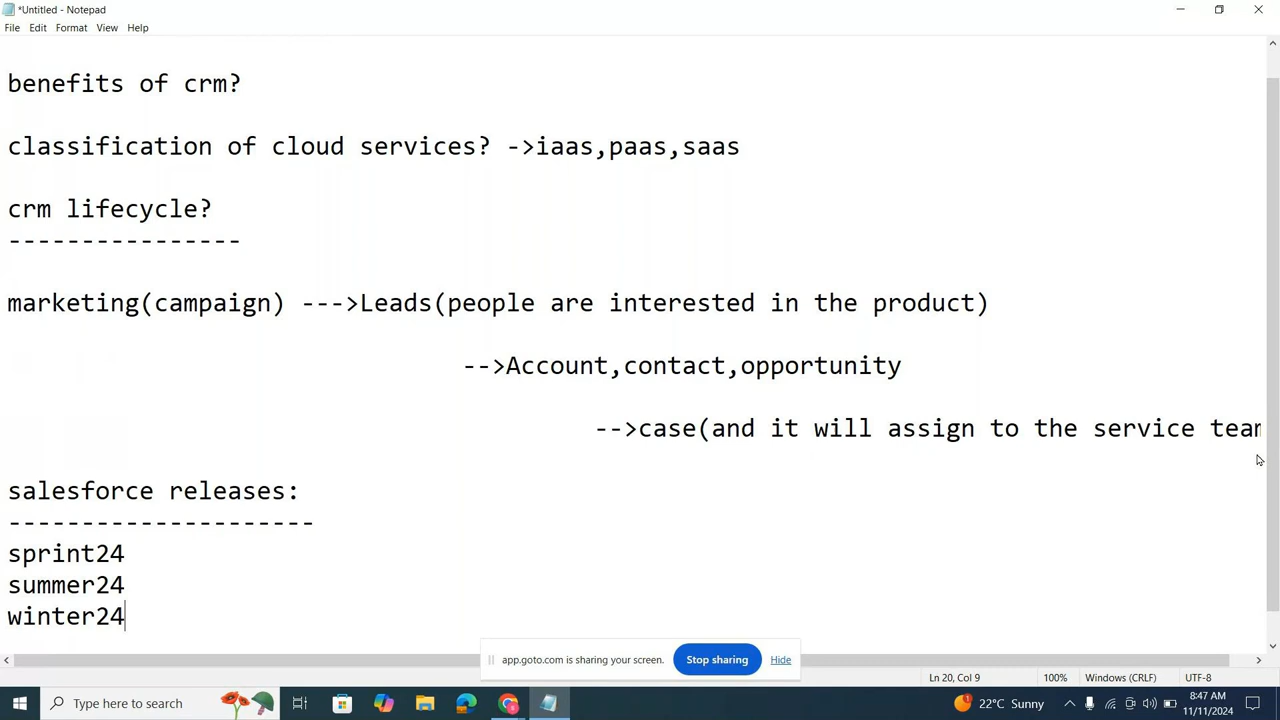 *Untitled - Notepad
File Edit Format View Help
benefits of crm?
classification of cloud services? ->iaas,paas,saas
crm lifecycle?
----------------
marketing(campaign) --->Leads(people are interested in the product)
-->Account,contact,opportunity
-->case(and it will assign to the service team
salesforce releases:
---------------------
sprint24
summer24
winter24
app.goto.com is sharing your screen. Stop sharing Hide
Ln 20, Col 9 100% Windows (CRLF) UTF-8
Type here to search 22°C Sunny 8:47 AM
11/11/2024